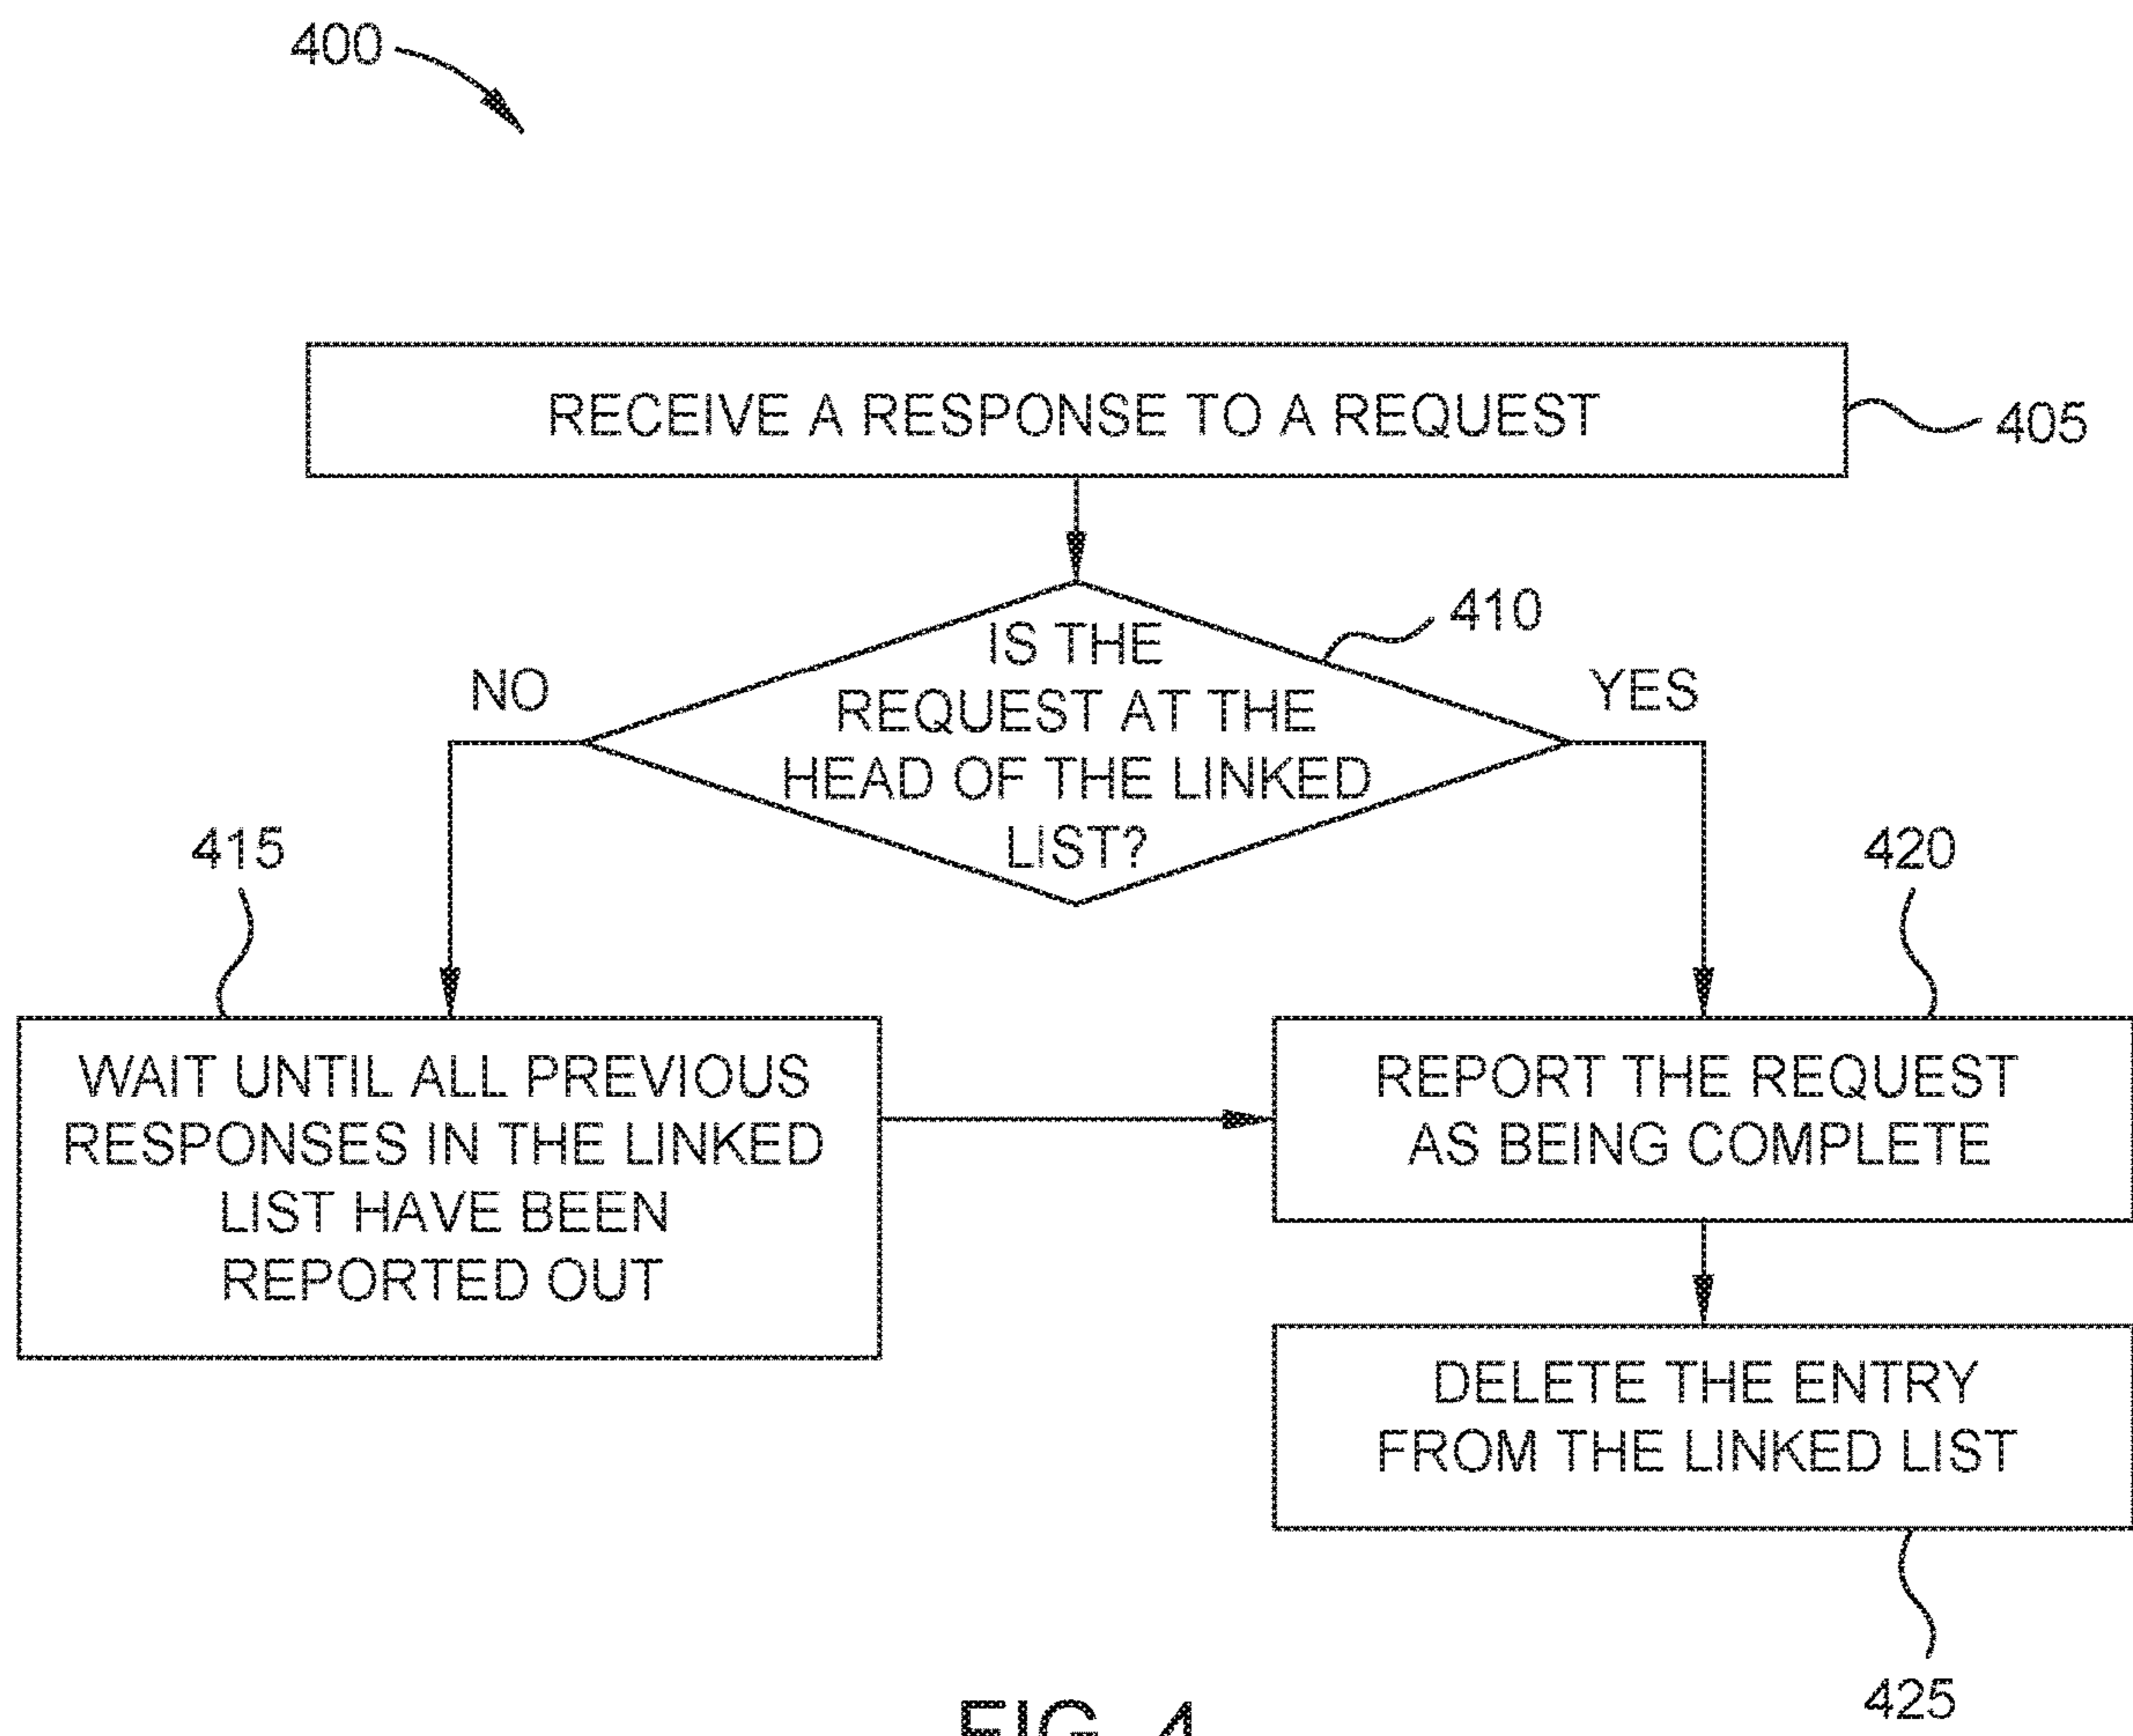 400
RECEIVE A RESPONSE TO A REQUEST
405
IS THE
REQUEST AT THE
HEAD OF THE LINKED
LIST?
410
NO
YES
415
420
WAIT UNTIL ALL PREVIOUS
RESPONSES IN THE LINKED
LIST HAVE BEEN
REPORTED OUT
REPORT THE REQUEST
AS BEING COMPLETE
DELETE THE ENTRY
FROM THE LINKED LIST
425
FIG. 4